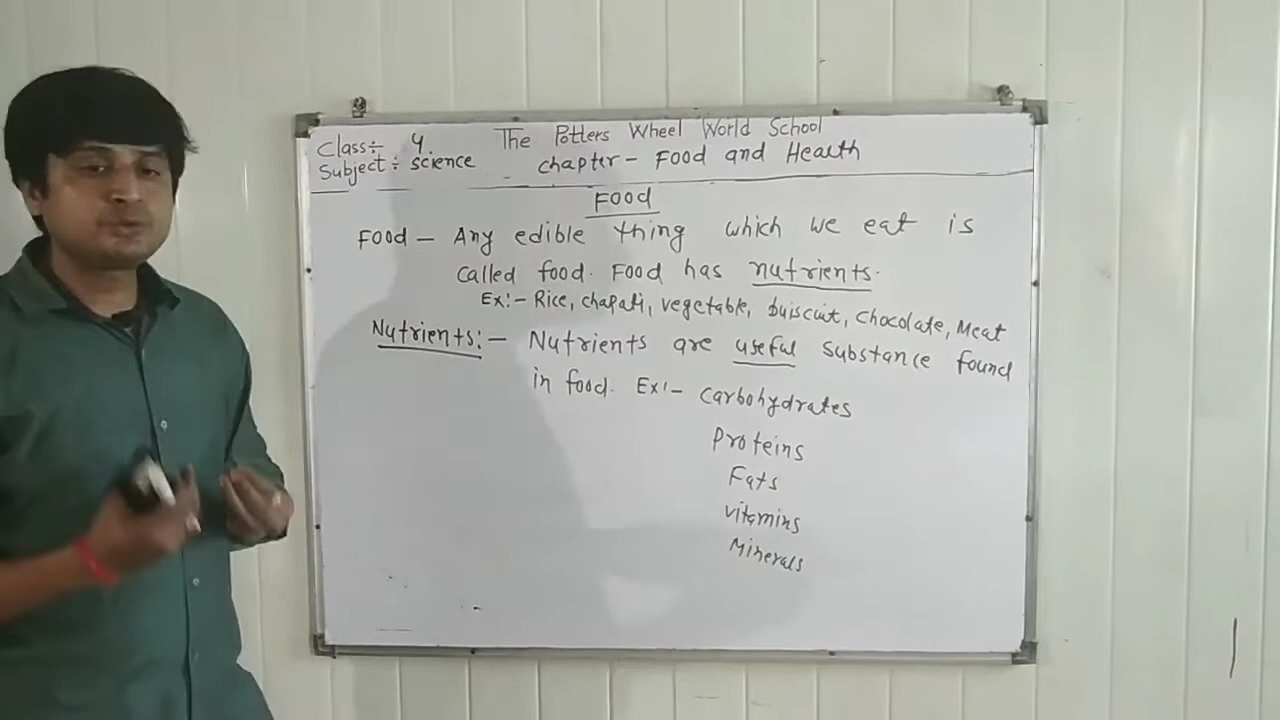 Class÷ 4. The Potters Wheel World School
Subject÷ science chapter- Food and Health
FOOD
FOOD - Any edible thing which we eat is
called food. Food has nutrients.
Ex!- Rice, chapati, vegetable, buiscuit, Chocolate, Meat
Nutrients:- Nutrients are useful substance found
in food. Ex!- carbohydrates
Proteins
Fats
vitamins
Minerals